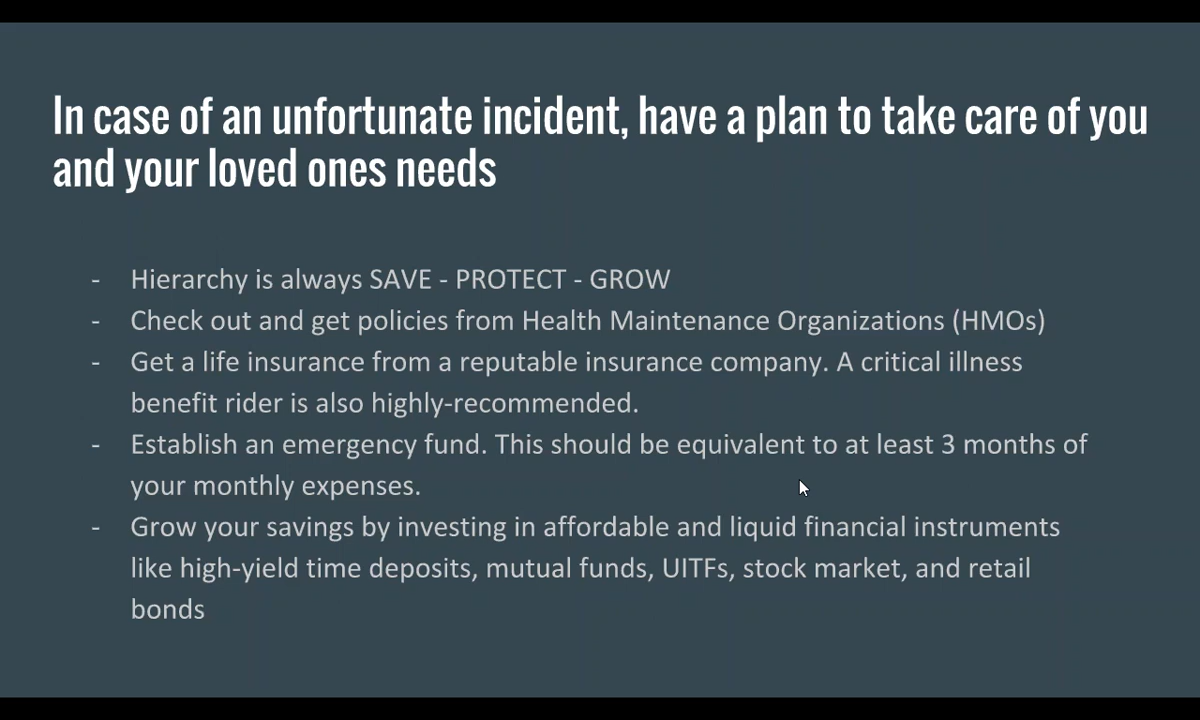 In case of an unfortunate incident, have a plan to take care of you
and your loved ones needs
- Hierarchy is always SAVE - PROTECT - GROW
- Check out and get policies from Health Maintenance Organizations (HMOs)
- Get a life insurance from a reputable insurance company. A critical illness
benefit rider is also highly-recommended.
- Establish an emergency fund. This should be equivalent to at least 3 months of
your monthly expenses.
- Grow your savings by investing in affordable and liquid financial instruments
like high-yield time deposits, mutual funds, UITFs, stock market, and retail
bonds